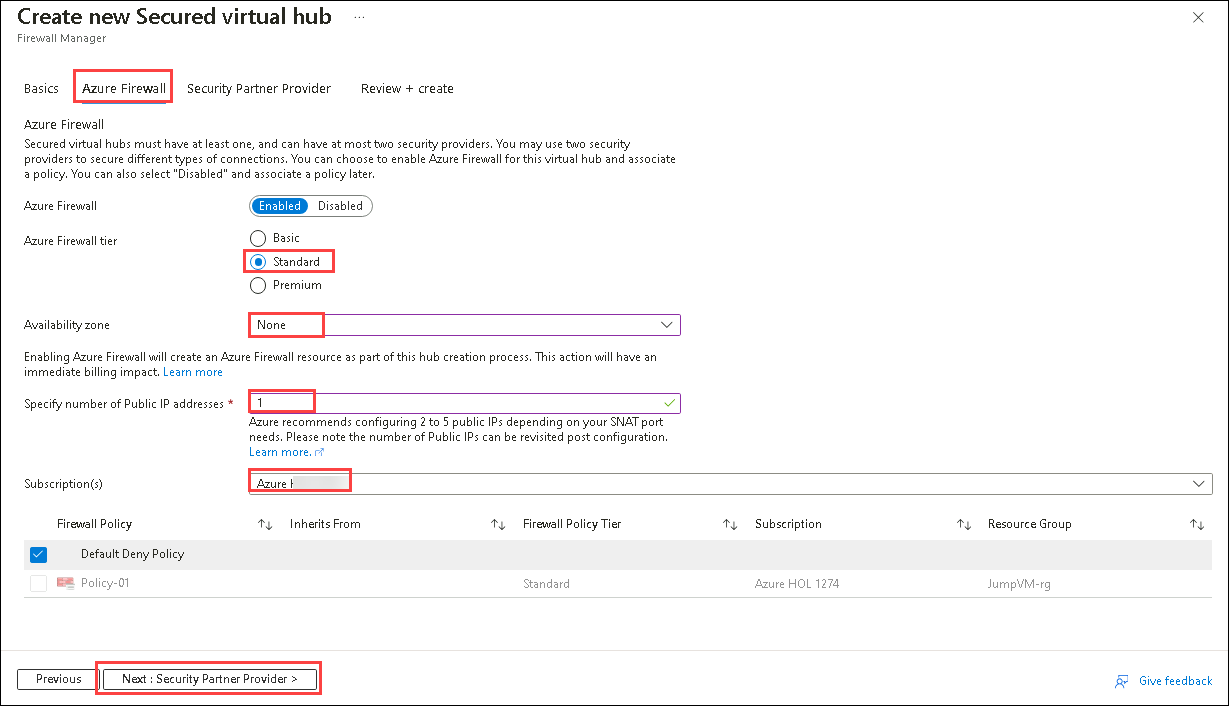 Create new Secured virtual hub ...
Firewall Manager
Basics Azure Firewall Security Partner Provider Review + create
Azure Firewall
Secured virtual hubs must have at least one, and can have at most two security providers. You may use two security
providers to secure different types of connections. You can choose to enable Azure Firewall for this virtual hub and associate
a policy. You can also select "Disabled" and associate a policy later.
Azure Firewall Enabled Disabled
Azure Firewall tier Basic
Standard
Premium
Availability zone None
Enabling Azure Firewall will create an Azure Firewall resource as part of this hub creation process. This action will have an
immediate billing impact. Learn more
Specify number of Public IP addresses * 1
Azure recommends configuring 2 to 5 public IPs depending on your SNAT port
needs. Please note the number of Public IPs can be revisited post configuration.
Learn more.
Subscription(s) Azure
Firewall Policy Inherits From Firewall Policy Tier Subscription Resource Group
Default Deny Policy
Policy-01 Standard Azure HOL 1274 JumpVM-rg
Previous Next : Security Partner Provider > Give feedback